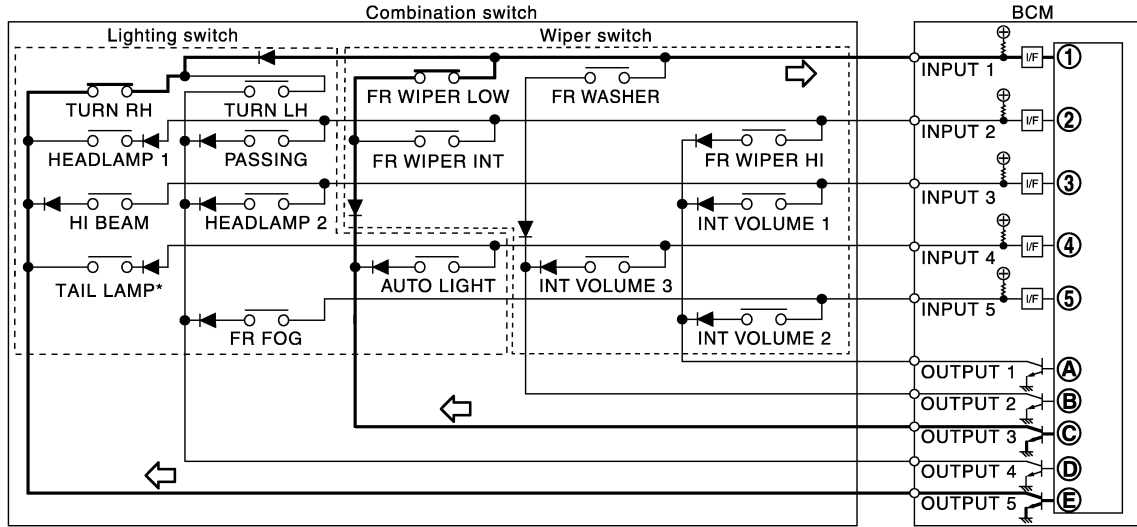 Combination switch
BCM
Lighting switch
Wiper switch
INPUT 1
I/F
1
TURN RH
TURN LH
FR WIPER LOW
FR WASHER
INPUT 2
I/F
2
HEADLAMP 1
PASSING
FR WIPER INT
FR WIPER HI
INPUT 3
I/F
3
HI BEAM
HEADLAMP 2
INT VOLUME 1
INPUT 4
I/F
4
TAIL LAMP*
AUTO LIGHT
INT VOLUME 3
INPUT 5
I/F
5
FR FOG
INT VOLUME 2
OUTPUT 1
A
OUTPUT 2
B
OUTPUT 3
C
OUTPUT 4
D
OUTPUT 5
E